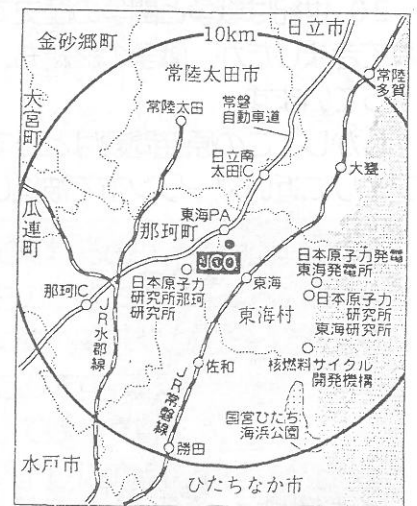 日立市
金砂郷町
10km
常陸太田市
常陸
多賀
大宮町
常陸太田
常磐
自動車道
日立南
太田IC
大甕
瓜連町
東海PA
那珂町
JCO
日本原子力発電
東海発電所
日本原子力
研究所那珂
研究所
東海
那珂IC
日本原子力
研究所
東海研究所
東海村
JR水郡線
佐和
核燃料サイクル
開発機構
JR常磐線
国営ひたち
海浜公園
勝田
水戸市
ひたちなか市